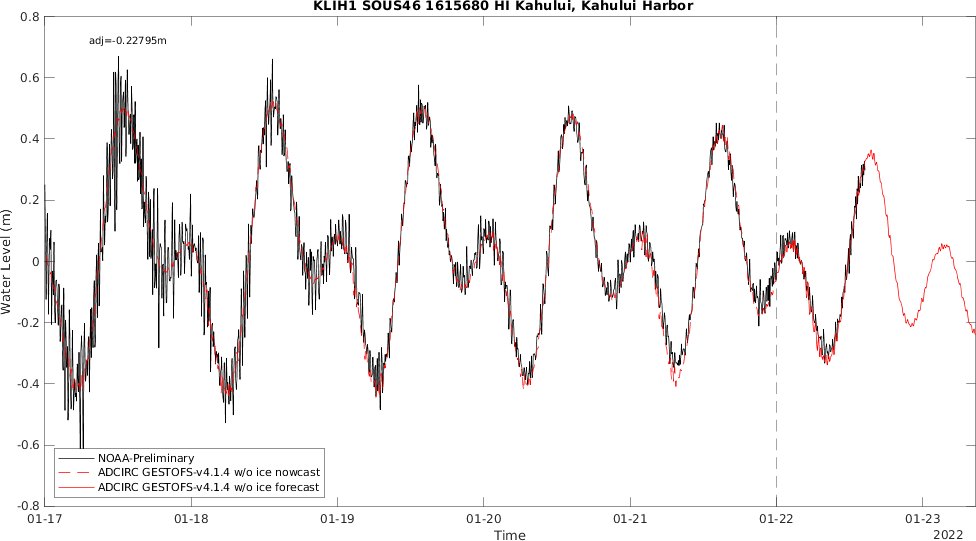 KLIH1 SOUS46 1615680 HI Kahului, Kahului Harbor
0.8
adj=-0.22795m
0.6
0.4
0.2
0
-0.2
-0.4
-0.6
-0.8
Water Level (m)
NOAA-Preliminary
ADCIRC GESTOFS-v4.1.4 w/o ice nowcast
ADCIRC GESTOFS-v4.1.4 w/o ice forecast
01-17 01-18 01-19 01-20 01-21 01-22 01-23
Time
2022